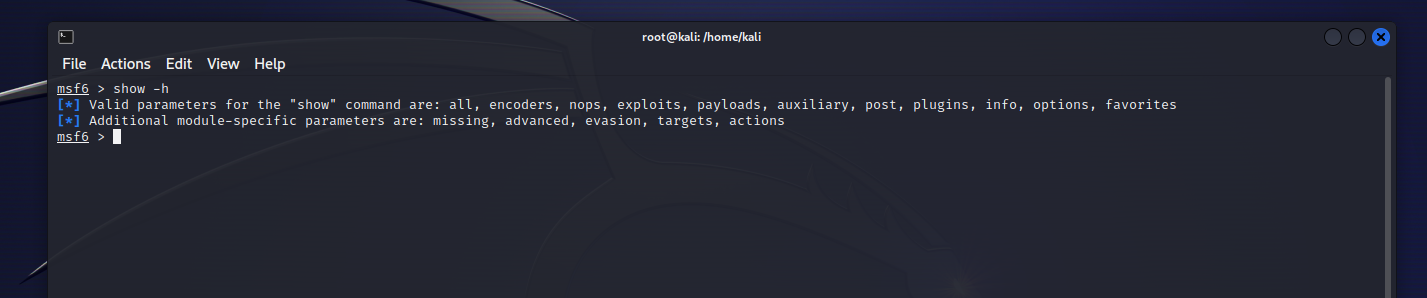 root@kali: /home/kali
File Actions Edit View Help
msf6 > show -h
[*] Valid parameters for the "show" command are: all, encoders, nops, exploits, payloads, auxiliary, post, plugins, info, options, favorites
[*] Additional module-specific parameters are: missing, advanced, evasion, targets, actions
msf6 >